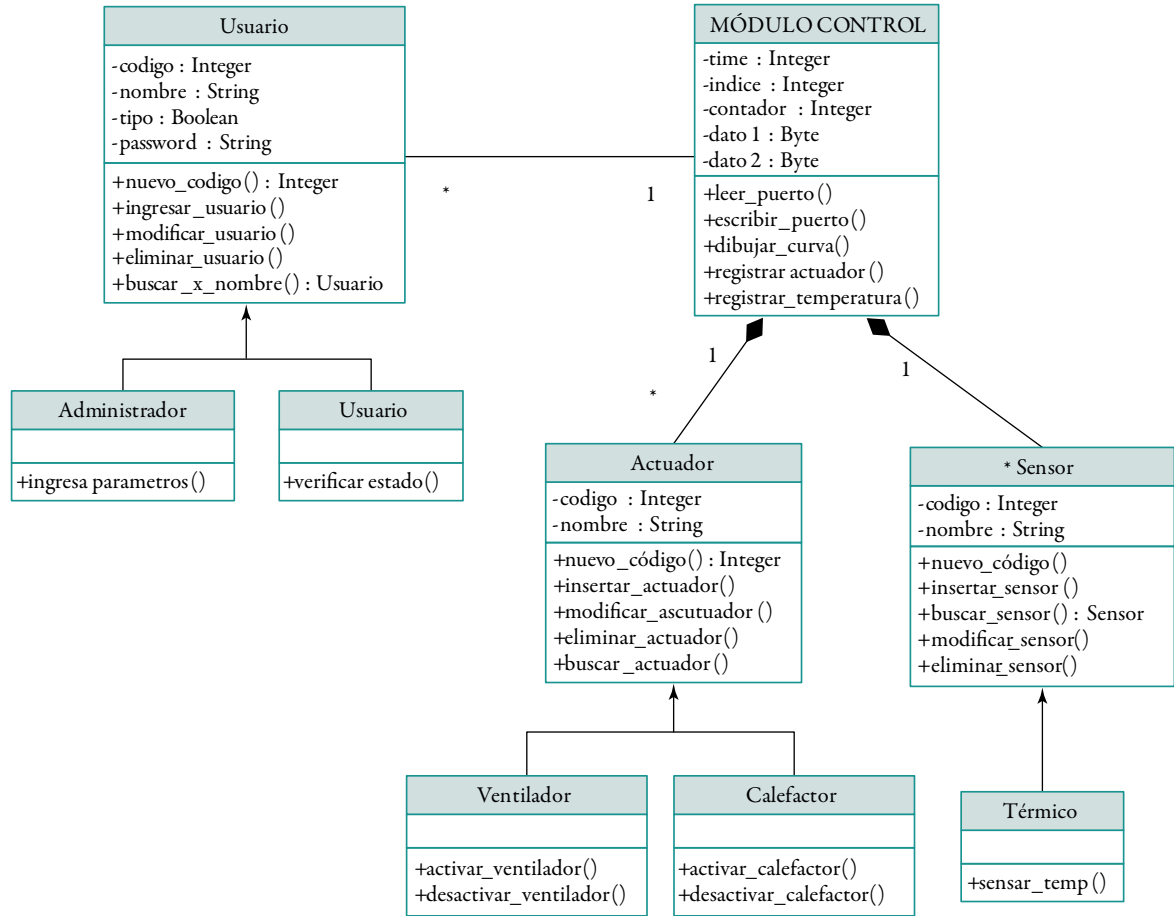 Usuario
-codigo : Integer
-nombre : String
-tipo : Boolean
-password : String
+nuevo_codigo() : Integer
+ingresar_usuario()
+modificar_usuario()
+eliminar_usuario()
+buscar_x_nombre() : Usuario
*
1
MÓDULO CONTROL
-time : Integer
-indice : Integer
-contador : Integer
-dato 1 : Byte
-dato 2 : Byte
+leer_puerto()
+escribir_puerto()
+dibujar_curva()
+registrar actuador()
+registrar_temperatura()
1
*
1
Administrador
+ingresa parametros()
Usuario
+verificar estado()
Actuador
-codigo : Integer
-nombre : String
+nuevo_código() : Integer
+insertar_actuador()
+modificar_ascutuador ()
+eliminar_actuador()
+buscar_actuador()
* Sensor
-codigo : Integer
-nombre : String
+nuevo_código()
+insertar_sensor ()
+buscar_sensor() : Sensor
+modificar_sensor()
+eliminar_sensor()
Ventilador
+activar_ventilador()
+desactivar_ventilador()
Calefactor
+activar_calefactor()
+desactivar_calefactor()
Térmico
+sensar_temp()